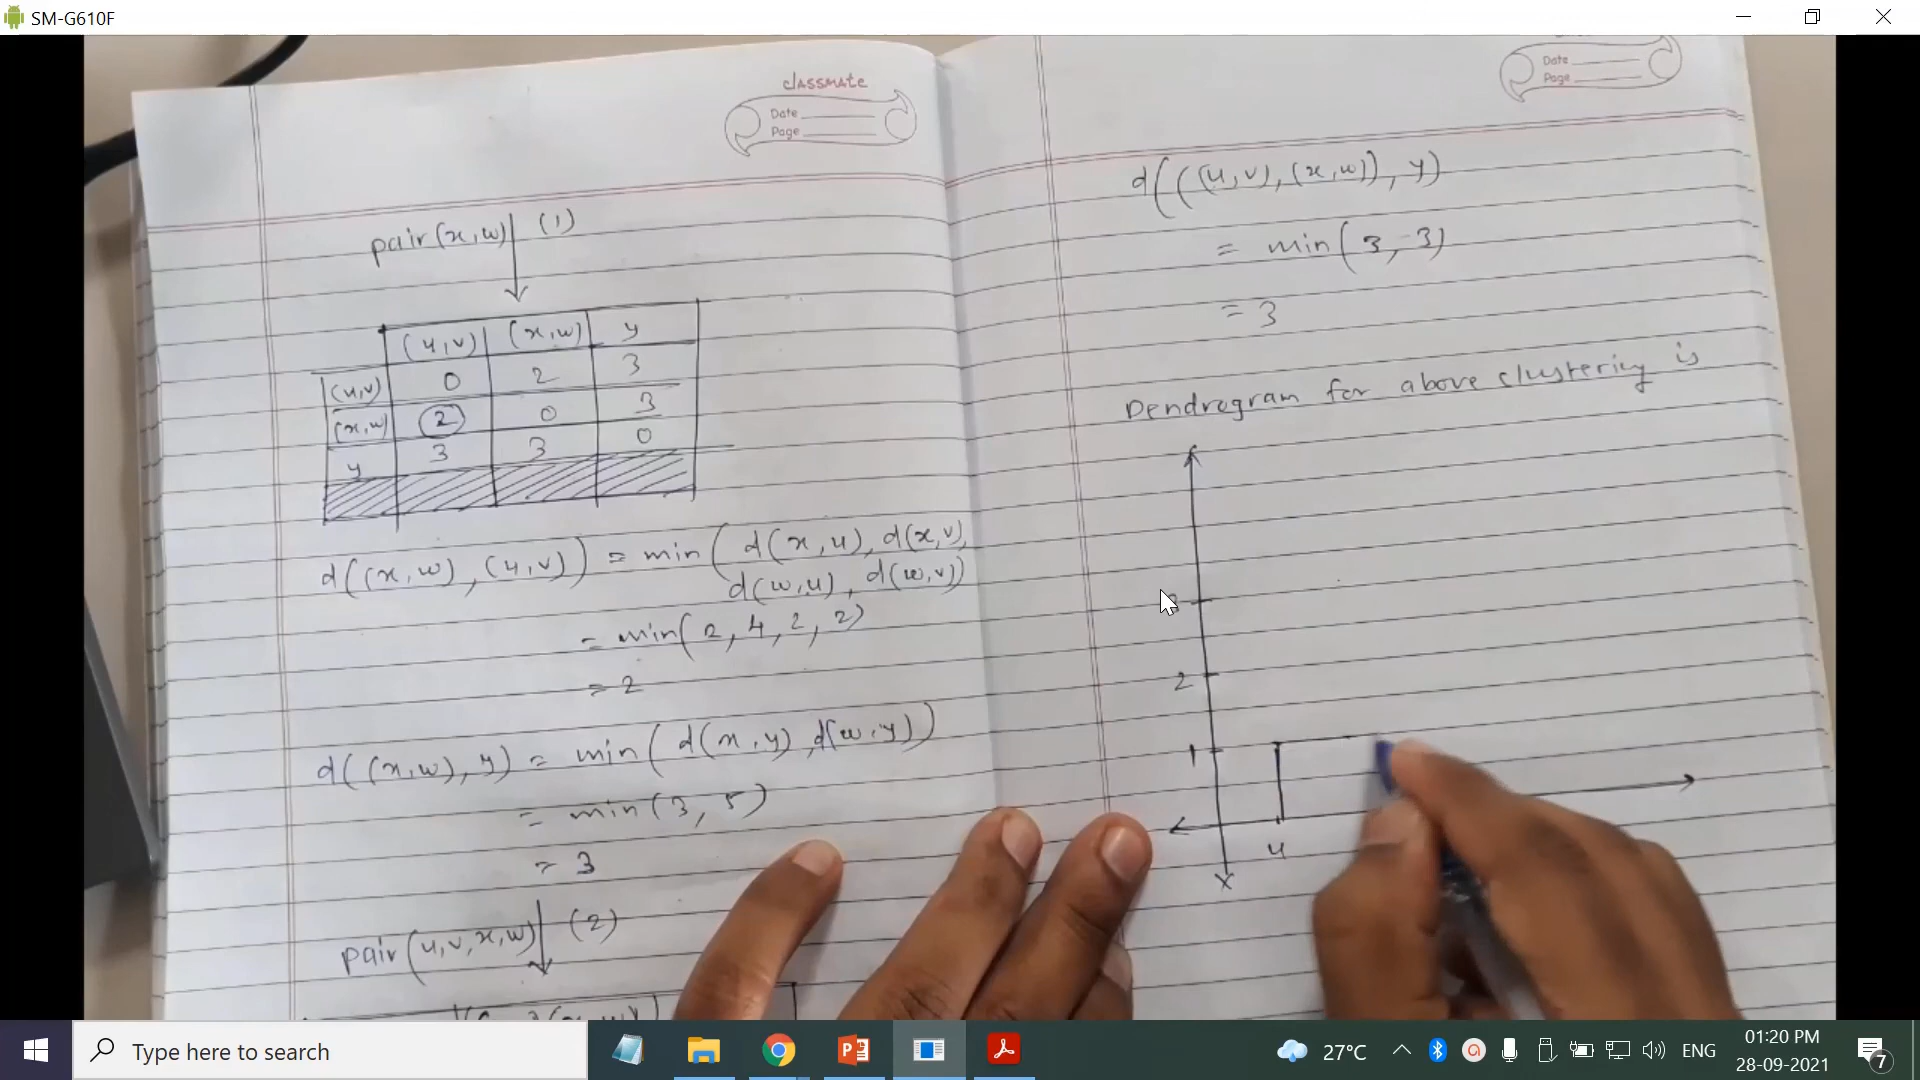 SM-G610F
classmate
Date
Page
pair(x,w) (1)
(u,v) (x,w) y
(u,v) 0 2 3
(x,w) 2 0 3
y 3 3 0
d((x,w),(u,v)) = min(d(x,u), d(x,v),
d(w,u), d(w,v))
= min(2, 4, 2, 2)
= 2
d((x,w),y) = min(d(x,y), d(w,y))
= min(3, 5)
= 3
pair(u,v,x,w) (2)
Date
Page
d(((u,v),(x,w)),y)
= min(3, 3)
= 3
Dendrogram for above clustering is
2
1
u
Type here to search
27°C
ENG
01:20 PM
28-09-2021
7